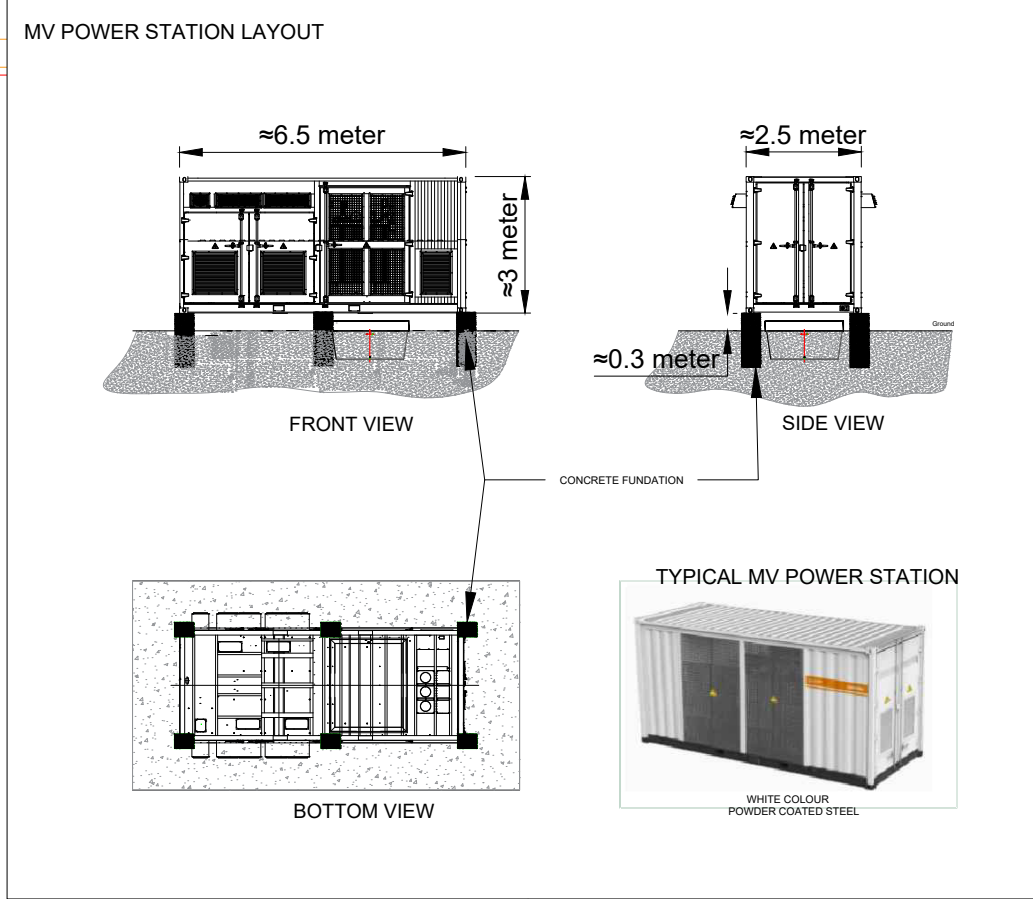 MV POWER STATION LAYOUT
≈6.5 meter
≈2.5 meter
≈3 meter
Ground
≈0.3 meter
FRONT VIEW
SIDE VIEW
CONCRETE FUNDATION
TYPICAL MV POWER STATION
BOTTOM VIEW
WHITE COLOUR
POWDER COATED STEEL